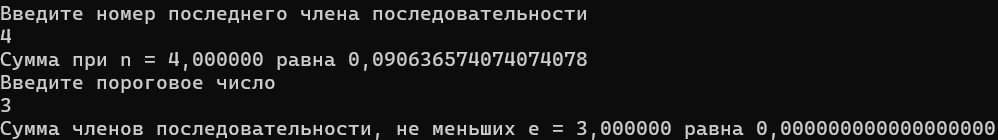 Введите номер последнего члена последовательности
4
Сумма при n = 4,000000 равна 0,090636574074074078
Введите пороговое число
3
Сумма членов последовательности, не меньших e = 3,000000 равна 0,000000000000000000